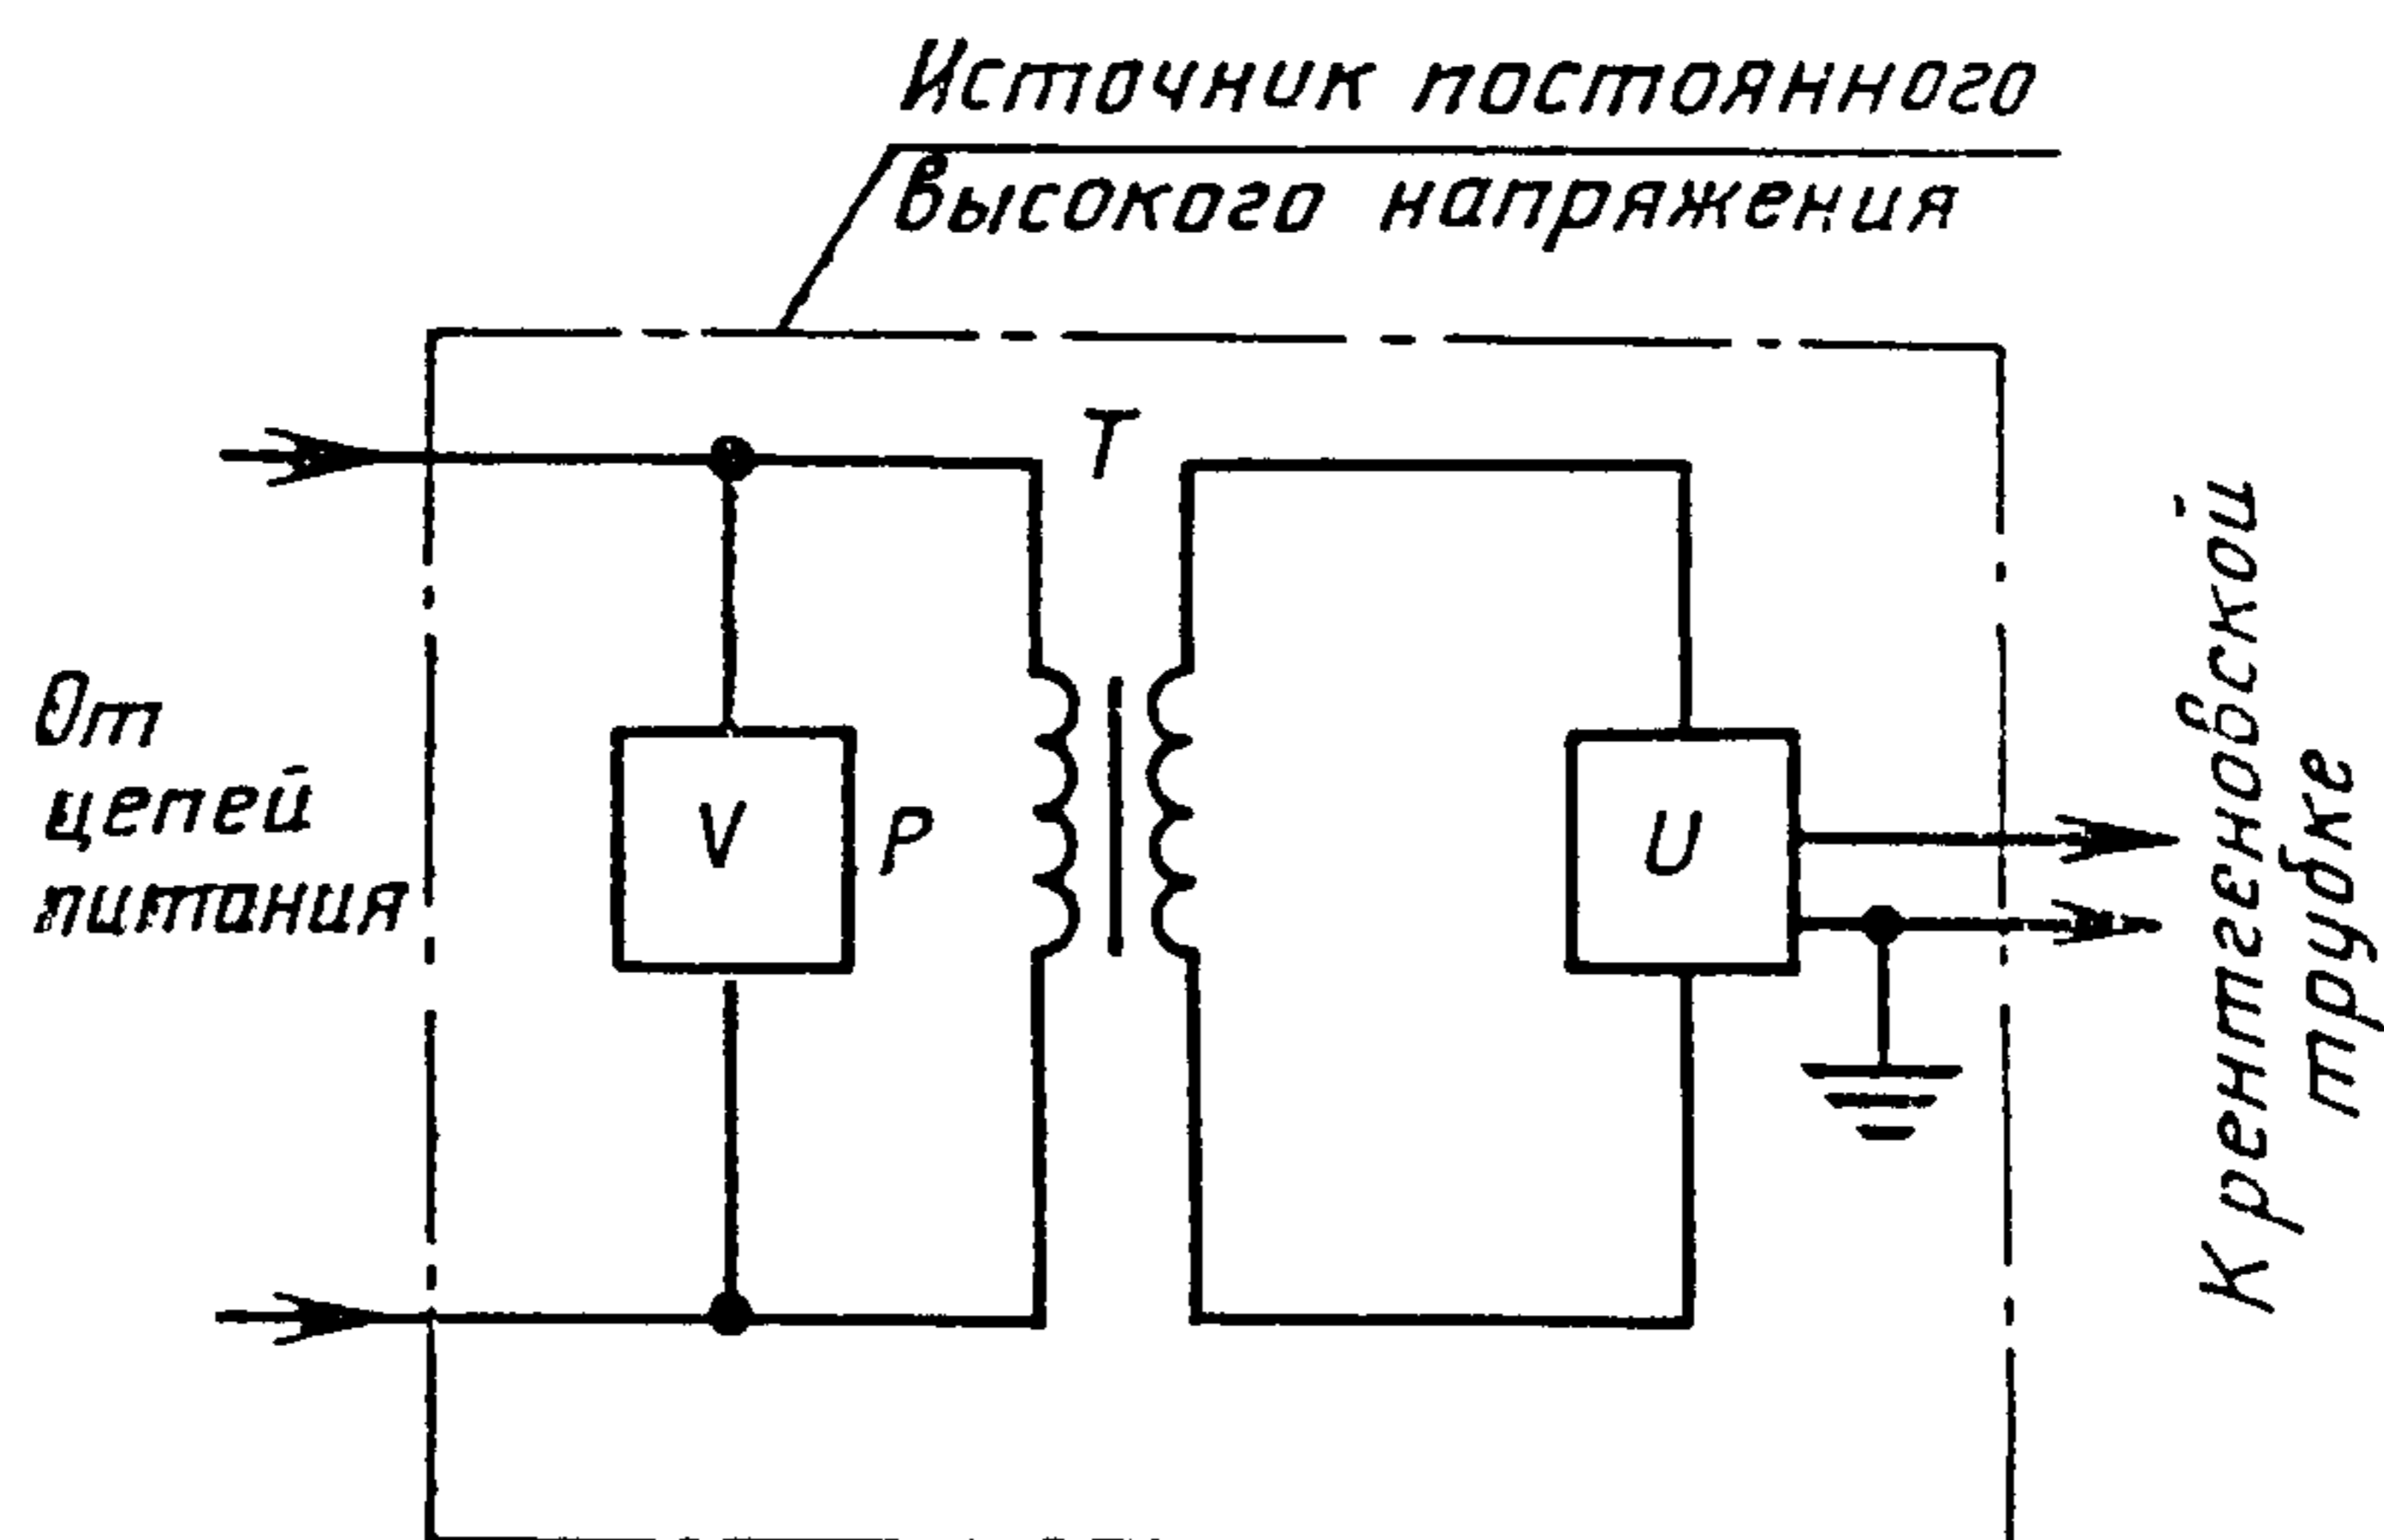 Источник постоянного
высокого напряжения
T
От
цепей
питания
V
P
U
К рентгеновской
трубке